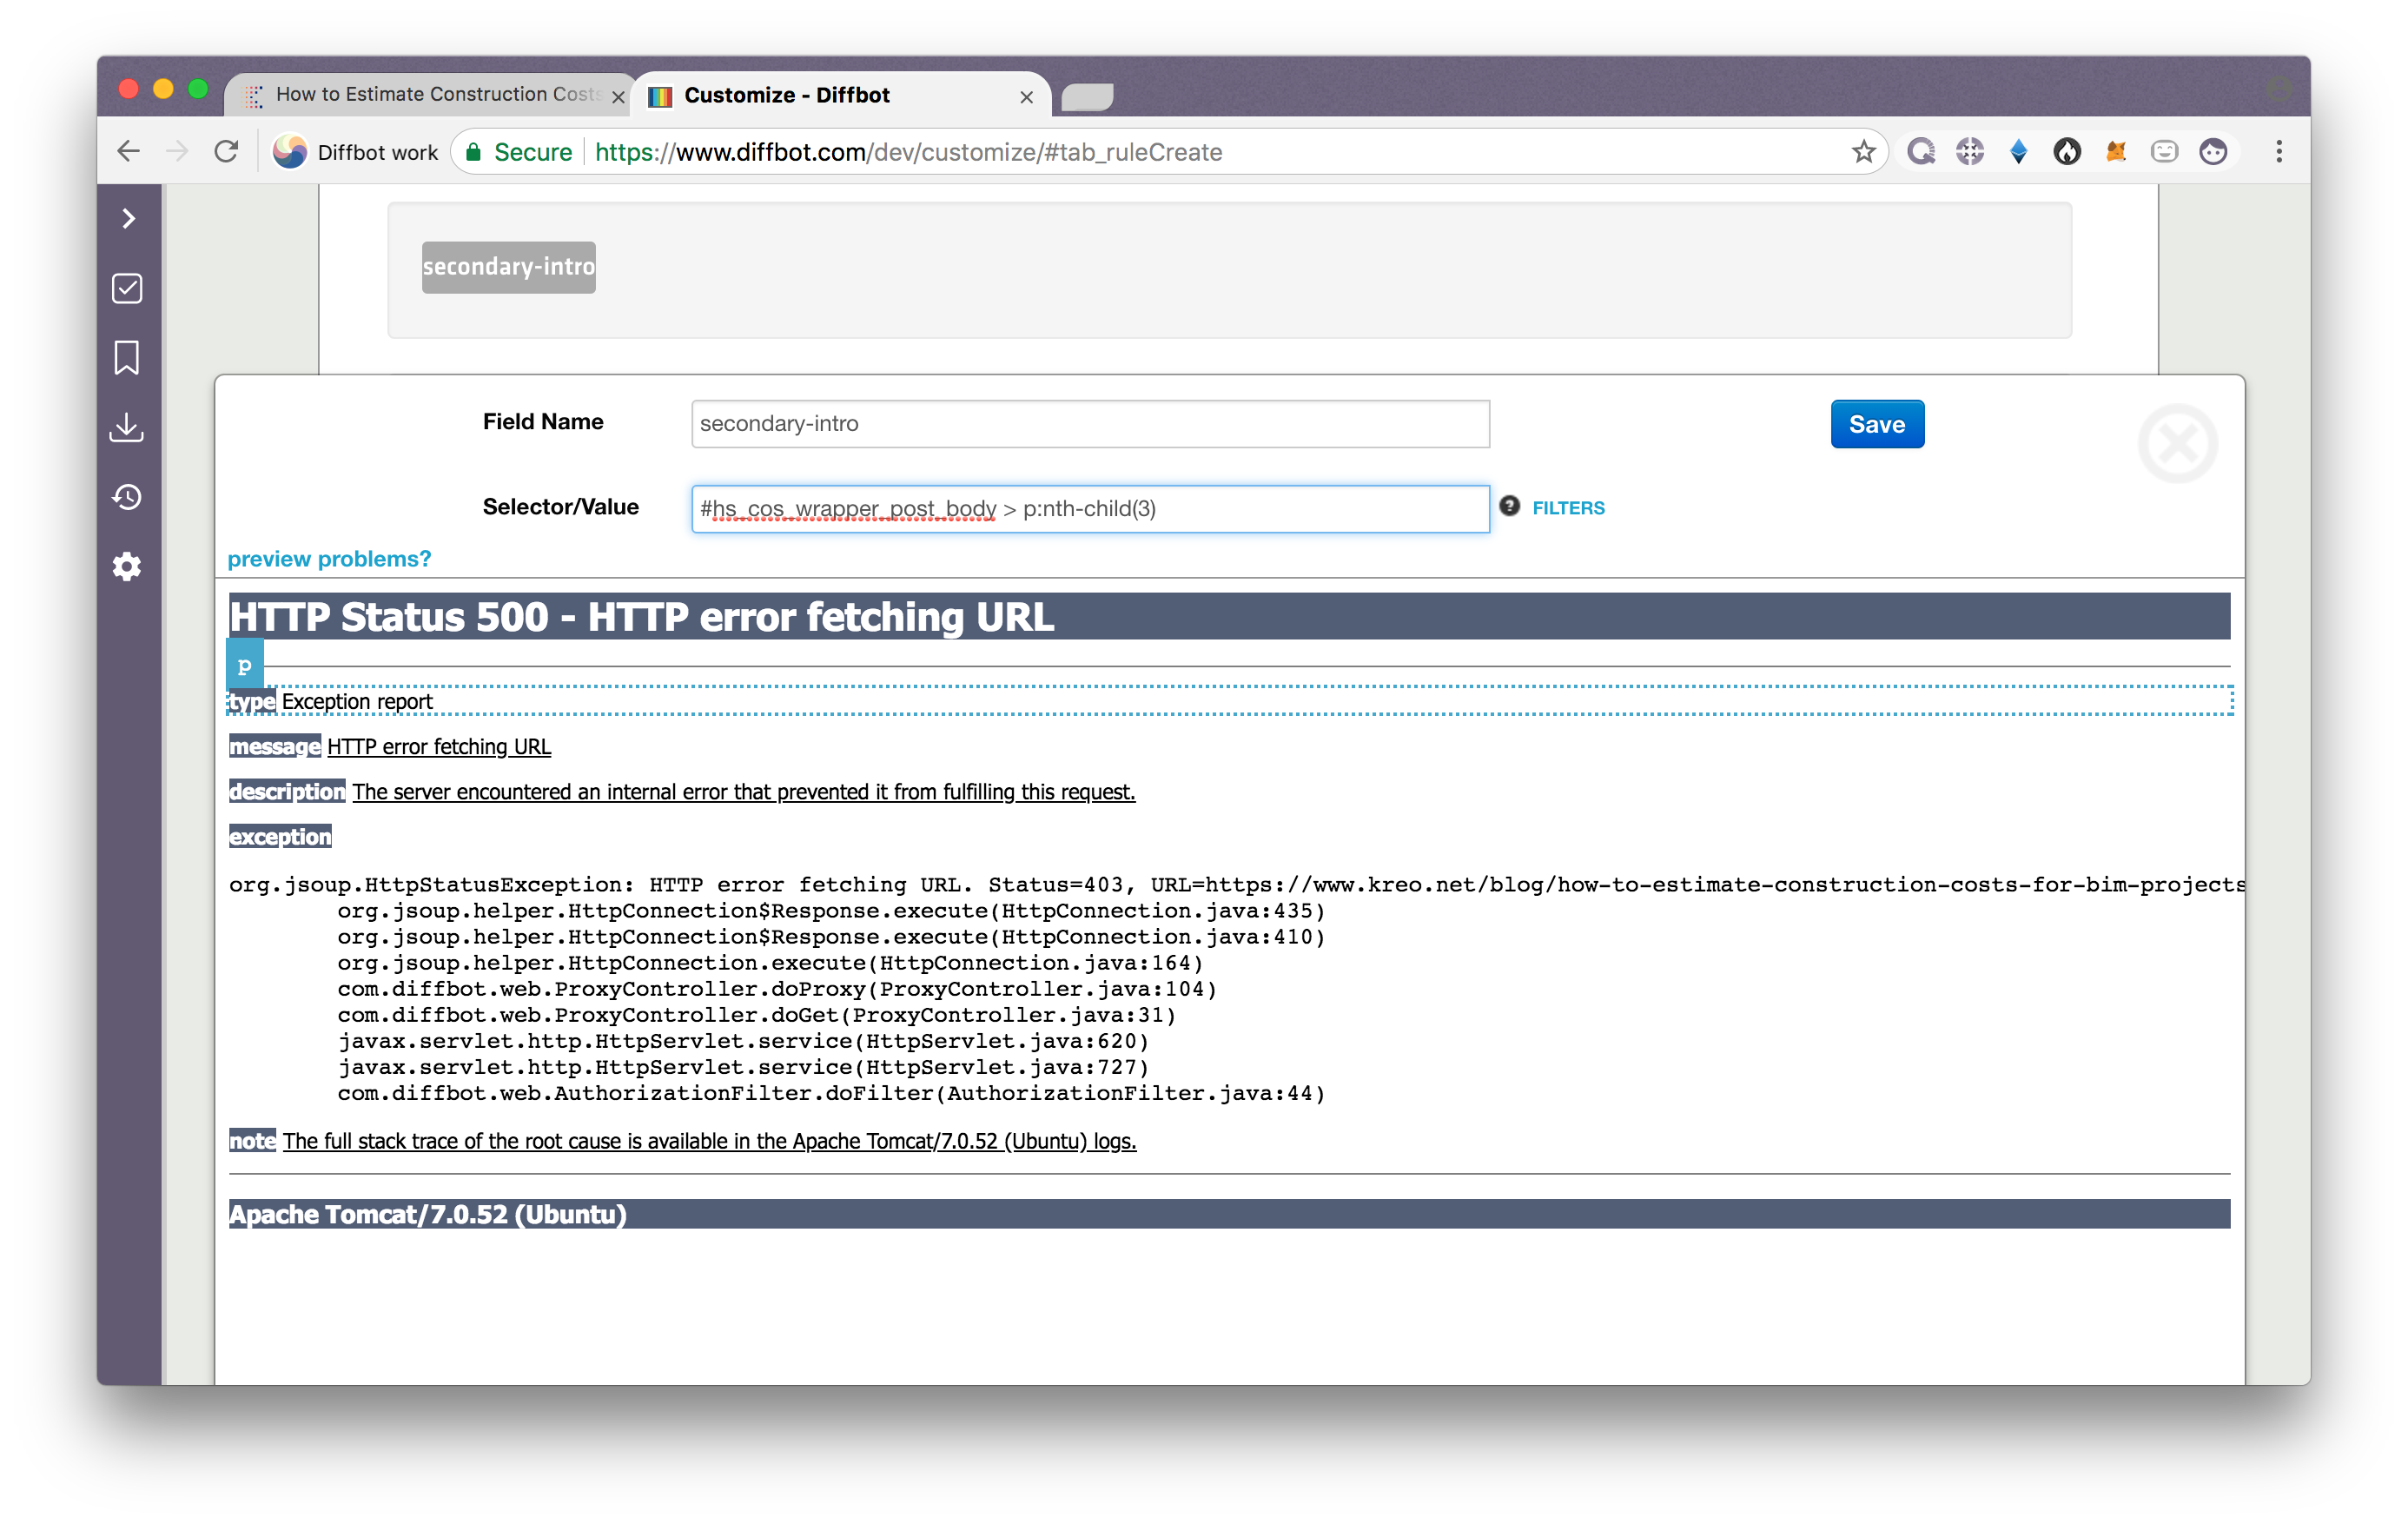 How to Estimate Construction Costs
Customize - Diffbot
Diffbot work
Secure
https://www.diffbot.com/dev/customize/#tab_ruleCreate
secondary-intro
Field Name
secondary-intro
Save
Selector/Value
#hs_cos_wrapper_post_body > p:nth-child(3)
? FILTERS
preview problems?
HTTP Status 500 - HTTP error fetching URL
p
type Exception report
message HTTP error fetching URL
description The server encountered an internal error that prevented it from fulfilling this request.
exception
org.jsoup.HttpStatusException: HTTP error fetching URL. Status=403, URL=https://www.kreo.net/blog/how-to-estimate-construction-costs-for-bim-projects
org.jsoup.helper.HttpConnection$Response.execute(HttpConnection.java:435)
org.jsoup.helper.HttpConnection$Response.execute(HttpConnection.java:410)
org.jsoup.helper.HttpConnection.execute(HttpConnection.java:164)
com.diffbot.web.ProxyController.doProxy(ProxyController.java:104)
com.diffbot.web.ProxyController.doGet(ProxyController.java:31)
javax.servlet.http.HttpServlet.service(HttpServlet.java:620)
javax.servlet.http.HttpServlet.service(HttpServlet.java:727)
com.diffbot.web.AuthorizationFilter.doFilter(AuthorizationFilter.java:44)
note The full stack trace of the root cause is available in the Apache Tomcat/7.0.52 (Ubuntu) logs.
Apache Tomcat/7.0.52 (Ubuntu)